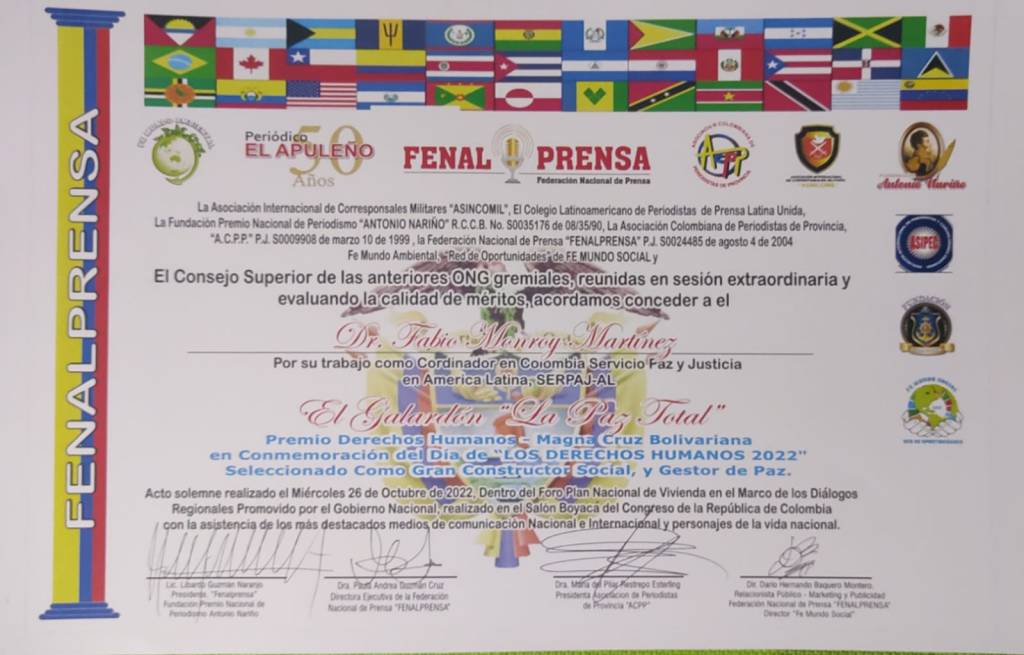 FENALPRENSA
FE MUNDO AMBIENTAL
Periódico 50
EL APULEÑO
Años
FENAL PRENSA
Federación Nacional de Prensa
Antonio Nariño
La Asociación Internacional de Corresponsales Militares "ASINCOMIL", El Colegio Latinoamericano de Periodistas de Prensa Latina Unida,
La Fundación Premio Nacional de Periodismo "ANTONIO NARIÑO" R.C.C.B. No. S0035176 de 08/35/90, La Asociación Colombiana de Periodistas de Provincia,
"A.C.P.P." P.J. S0009908 de marzo 10 de 1999 , la Federación Nacional de Prensa "FENALPRENSA" P.J. S0024485 de agosto 4 de 2004
Fe Mundo Ambiental, "Red de Oportunidades" de FE MUNDO SOCIAL y
ASIPEG
El Consejo Superior de las anteriores ONG gremiales, reunidas en sesión extraordinaria y
evaluando la calidad de méritos, acordamos conceder a el
FUNDACIÓN
Dr. Fabio Monroy Martínez
Por su trabajo como Cordinador en Colombia Servicio Faz y Justicia
en America Latina, SERPAJ-AL
El Galardón "La Paz Total"
Premio Derechos Humanos - Magna Cruz Bolivariana
en Conmemoración del Día de "LOS DERECHOS HUMANOS 2022"
Seleccionado Como Gran Constructor Social, y Gestor de Paz.
Acto solemne realizado el Miércoles 26 de Octubre de 2022, Dentro del Foro Plan Nacional de Vivienda en el Marco de los Diálogos
Regionales Promovido por el Gobierno Nacional, realizado en el Salón Boyaca del Congreso de la República de Colombia
con la asistencia de los más destacados medios de comunicación Nacional e Internacional y personajes de la vida nacional.
Lic. Libardo Guzmán Naranjo
Presidente. "Fenalprensa"
Fundación Premio Nacional de
Periodismo Antonio Nariño
Dra. Paula Andrea Guzmán Cruz
Directora Ejecutiva de la Federación
Nacional de Prensa "FENALPRENSA"
Dra. Maria del Pilar Restrepo Esterling
Presidenta Asociacion de Periodistas
de Provincia "ACPP"
Dir. Dario Hernando Baquero Montero.
Relacionista Público - Marketing y Publicidad
Federación Nacional de Prensa "FENALPRENSA"
Director "Fe Mundo Social"